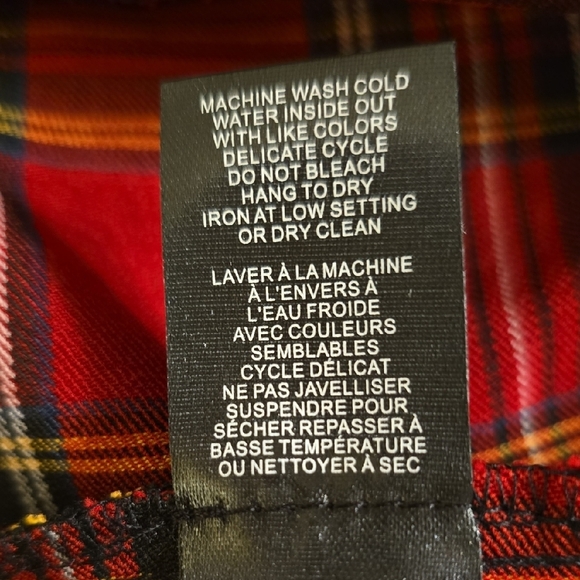 MACHINE WASH COLD
WATER INSIDE OUT
WITH LIKE COLORS
DELICATE CYCLE
DO NOT BLEACH
HANG TO DRY
IRON AT LOW SETTING
OR DRY CLEAN
LAVER À LA MACHINE
À L'ENVERS À
L'EAU FROIDE
AVEC COULEURS
SEMBLABLES
CYCLE DÉLICAT
NE PAS JAVELLISER
SUSPENDRE POUR
SÉCHER REPASSER À
BASSE TEMPÉRATURE
OU NETTOYER À SEC